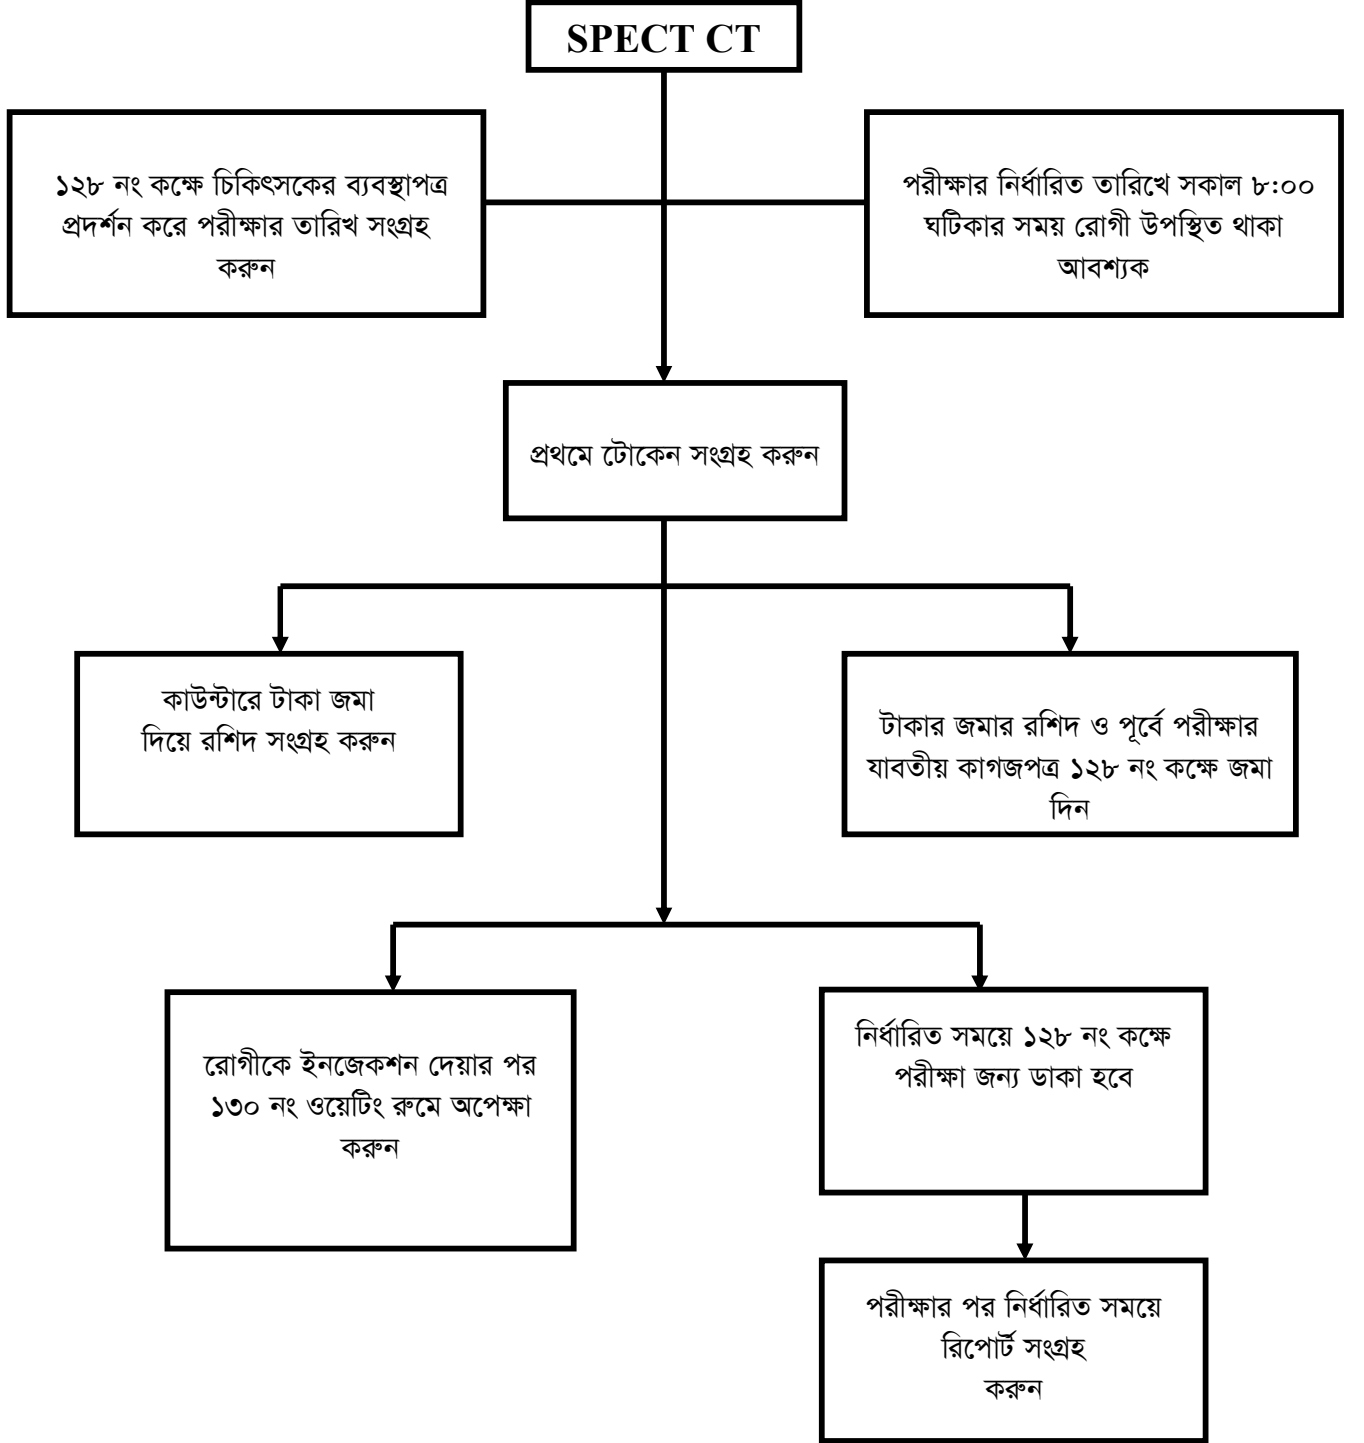 SPECT CT
১২৮ নং কক্ষে চিকিৎসকের ব্যবস্থাপত্র
প্রদর্শন করে পরীক্ষার তারিখ সংগ্রহ
করুন
পরীক্ষার নির্ধারিত তারিখে সকাল ৮:০০
ঘটিকার সময় রোগী উপস্থিত থাকা
আবশ্যক
প্রথমে টোকেন সংগ্রহ করুন
কাউন্টারে টাকা জমা
দিয়ে রশিদ সংগ্রহ করুন
টাকার জমার রশিদ ও পূর্বে পরীক্ষার
যাবতীয় কাগজপত্র ১২৮ নং কক্ষে জমা
দিন
রোগীকে ইনজেকশন দেয়ার পর
১৩০ নং ওয়েটিং রুমে অপেক্ষা
করুন
নির্ধারিত সময়ে ১২৮ নং কক্ষে
পরীক্ষা জন্য ডাকা হবে
পরীক্ষার পর নির্ধারিত সময়ে
রিপোর্ট সংগ্রহ
করুন